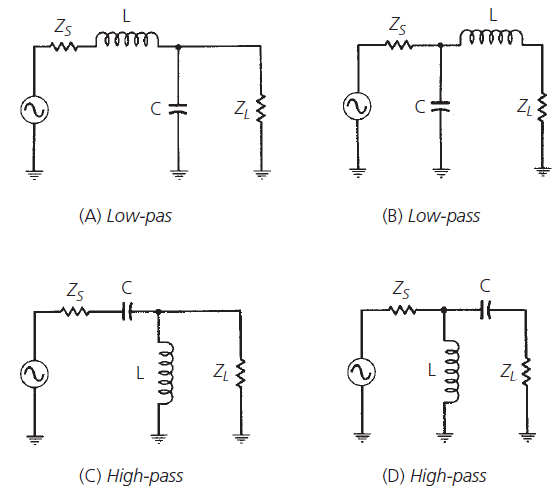 Z_S L
C Z_L
(A) Low-pas
Z_S L
C Z_L
(B) Low-pass
Z_S C
L Z_L
(C) High-pass
Z_S C
L Z_L
(D) High-pass